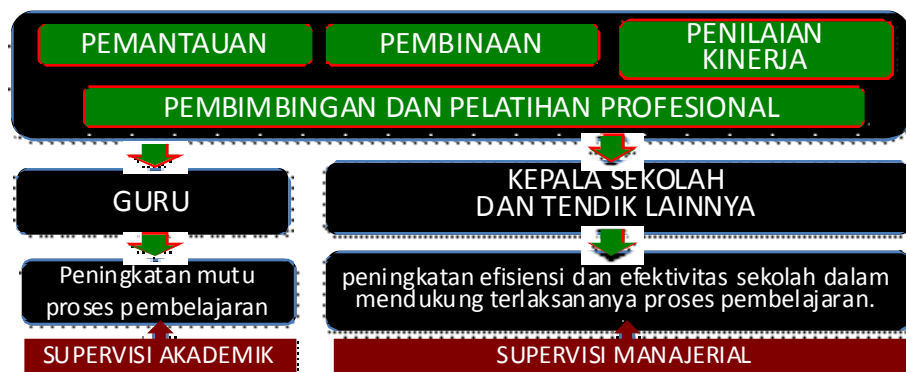 PEMANTAUAN
PEMBINAAN
PENILAIAN
KINERJA
PEMBIMBINGAN DAN PELATIHAN PROFESIONAL
GURU
KEPALA SEKOLAH
DAN TENDIK LAINNYA
Peningkatan mutu
proses pembelajaran
peningkatan efisiensi dan efektivitas sekolah dalam
mendukung terlaksananya proses pembelajaran.
SUPERVISI AKADEMIK
SUPERVISI MANAJERIAL